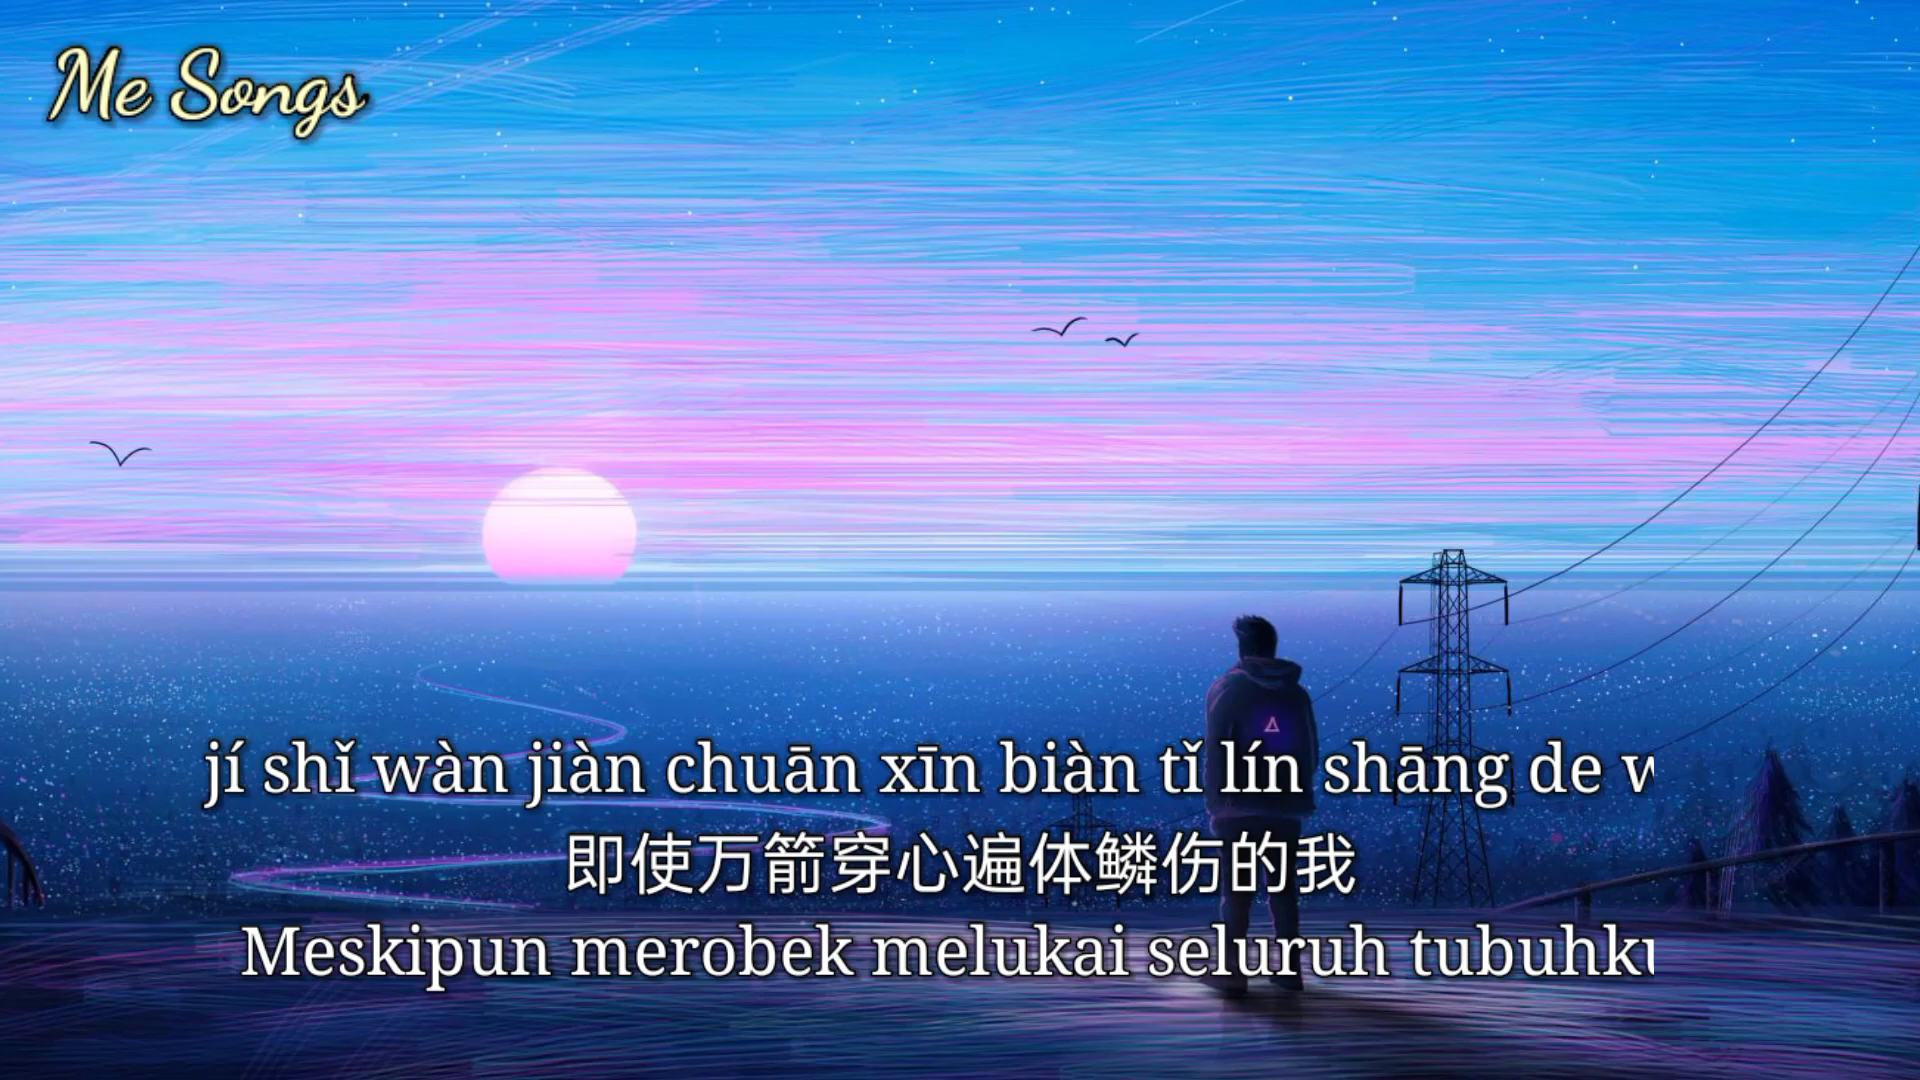 Me Songs
jí shǐ wàn jiàn chuān xīn biàn tǐ lín shāng de
即使万箭穿心遍体鳞伤的我
Meskipun merobek melukai seluruh tubuhku